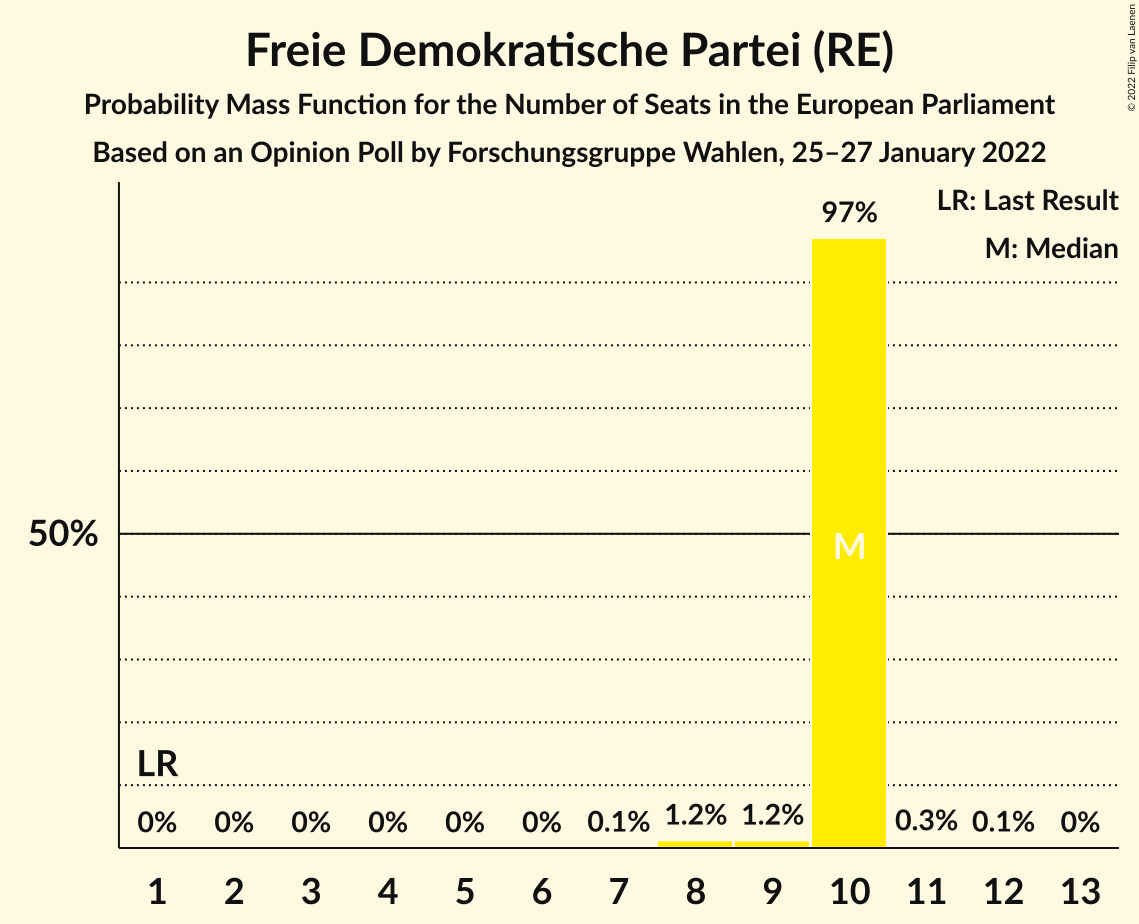 Freie Demokratische Partei (RE)
Probability Mass Function for the Number of Seats in the European Parliament
Based on an Opinion Poll by Forschungsgruppe Wahlen, 25–27 January 2022
© 2022 Filip van Laenen
LR: Last Result
M: Median
97%
50%
M
LR
0% 0% 0% 0% 0% 0% 0.1% 1.2% 1.2% 0.3% 0.1% 0%
1 2 3 4 5 6 7 8 9 10 11 12 13